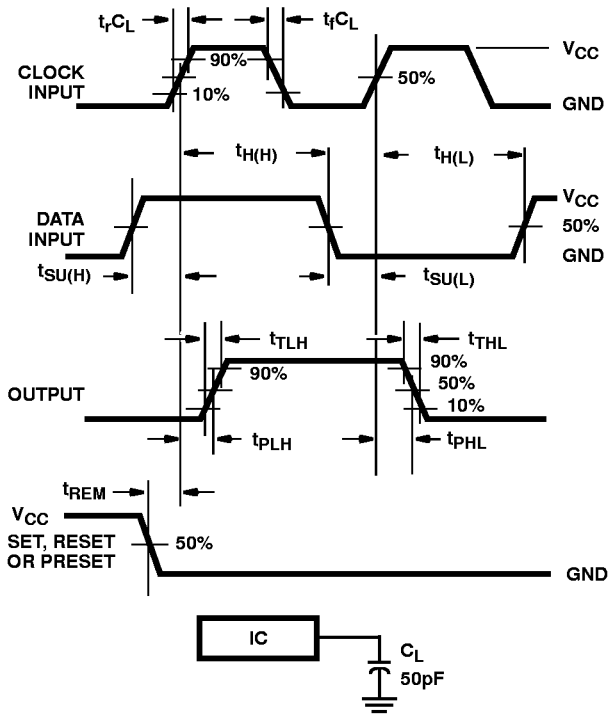 trCL tfCL
CLOCK INPUT 90% 10% 50% VCC GND
tH(H) tH(L)
DATA INPUT VCC 50% GND
tSU(H) tSU(L)
tTLH tTHL
OUTPUT 90% 90% 50% 10%
tPLH tPHL
tREM
VCC
SET, RESET 50%
OR PRESET GND
IC
CL
50pF